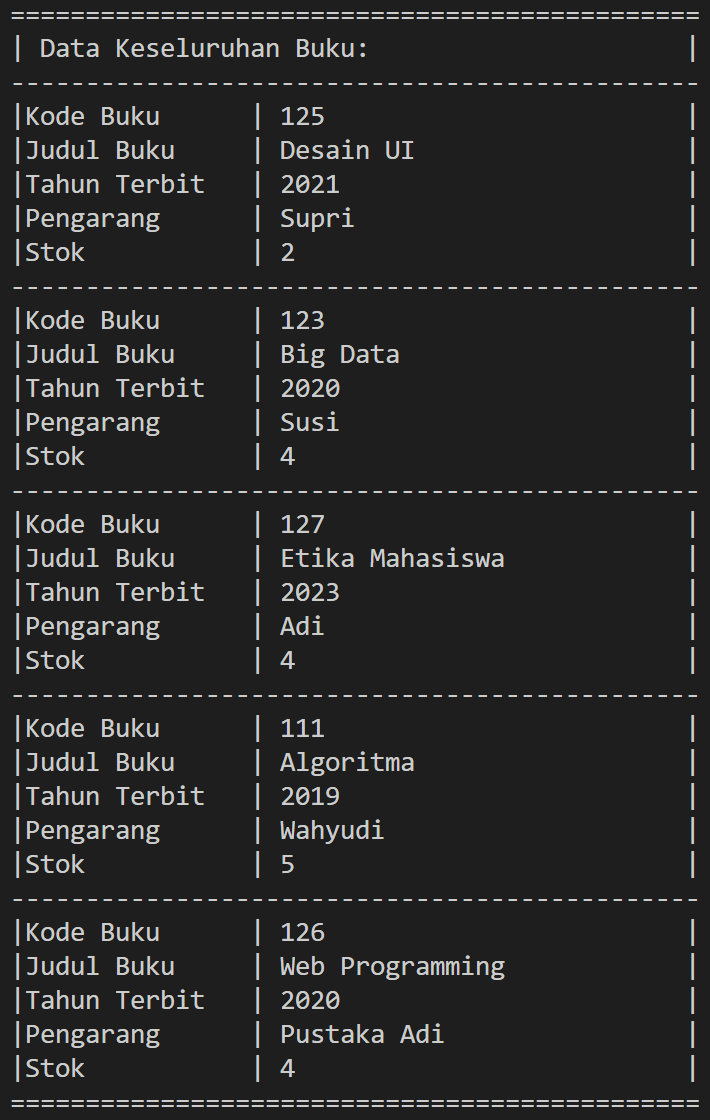 ==============================================
| Data Keseluruhan Buku:                     |
----------------------------------------------
|Kode Buku      | 125                        |
|Judul Buku     | Desain UI                  |
|Tahun Terbit   | 2021                       |
|Pengarang      | Supri                      |
|Stok           | 2                          |
----------------------------------------------
|Kode Buku      | 123                        |
|Judul Buku     | Big Data                   |
|Tahun Terbit   | 2020                       |
|Pengarang      | Susi                       |
|Stok           | 4                          |
----------------------------------------------
|Kode Buku      | 127                        |
|Judul Buku     | Etika Mahasiswa            |
|Tahun Terbit   | 2023                       |
|Pengarang      | Adi                        |
|Stok           | 4                          |
----------------------------------------------
|Kode Buku      | 111                        |
|Judul Buku     | Algoritma                  |
|Tahun Terbit   | 2019                       |
|Pengarang      | Wahyudi                    |
|Stok           | 5                          |
----------------------------------------------
|Kode Buku      | 126                        |
|Judul Buku     | Web Programming            |
|Tahun Terbit   | 2020                       |
|Pengarang      | Pustaka Adi                |
|Stok           | 4                          |
==============================================